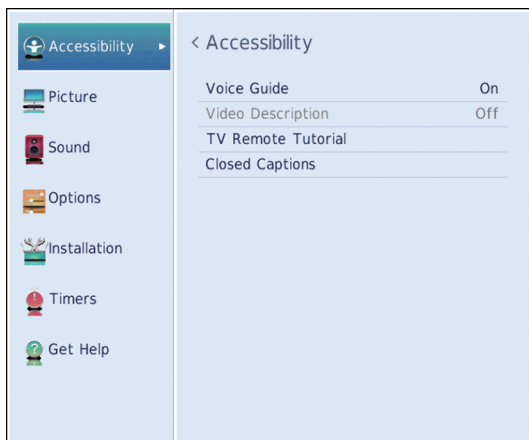 Accessibility
Picture
Sound
Options
Installation
Timers
Get Help
< Accessibility
Voice Guide On
Video Description Off
TV Remote Tutorial
Closed Captions